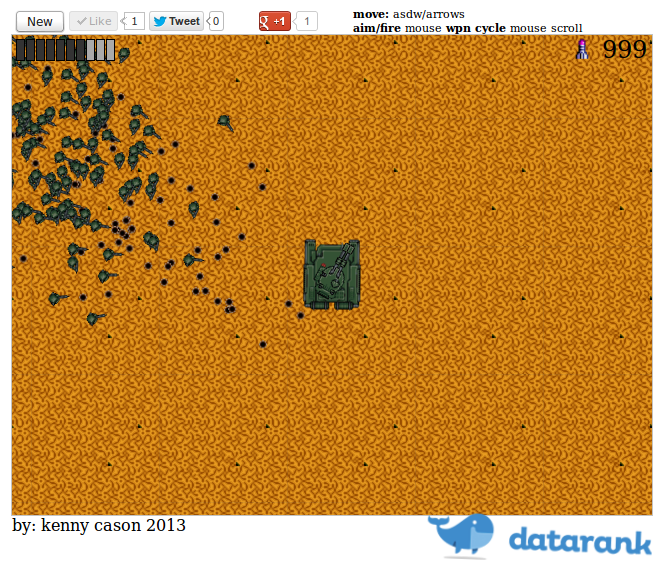 New Like 1 Tweet 0 +1 1
move: asdw/arrows
aim/fire mouse wpn cycle mouse scroll
999
by: kenny cason 2013
datarank